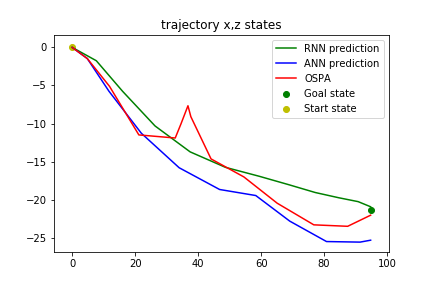 trajectory x,z states
RNN prediction
ANN prediction
OSPA
Goal state
Start state
0
−5
−10
−15
−20
−25
0 20 40 60 80 100